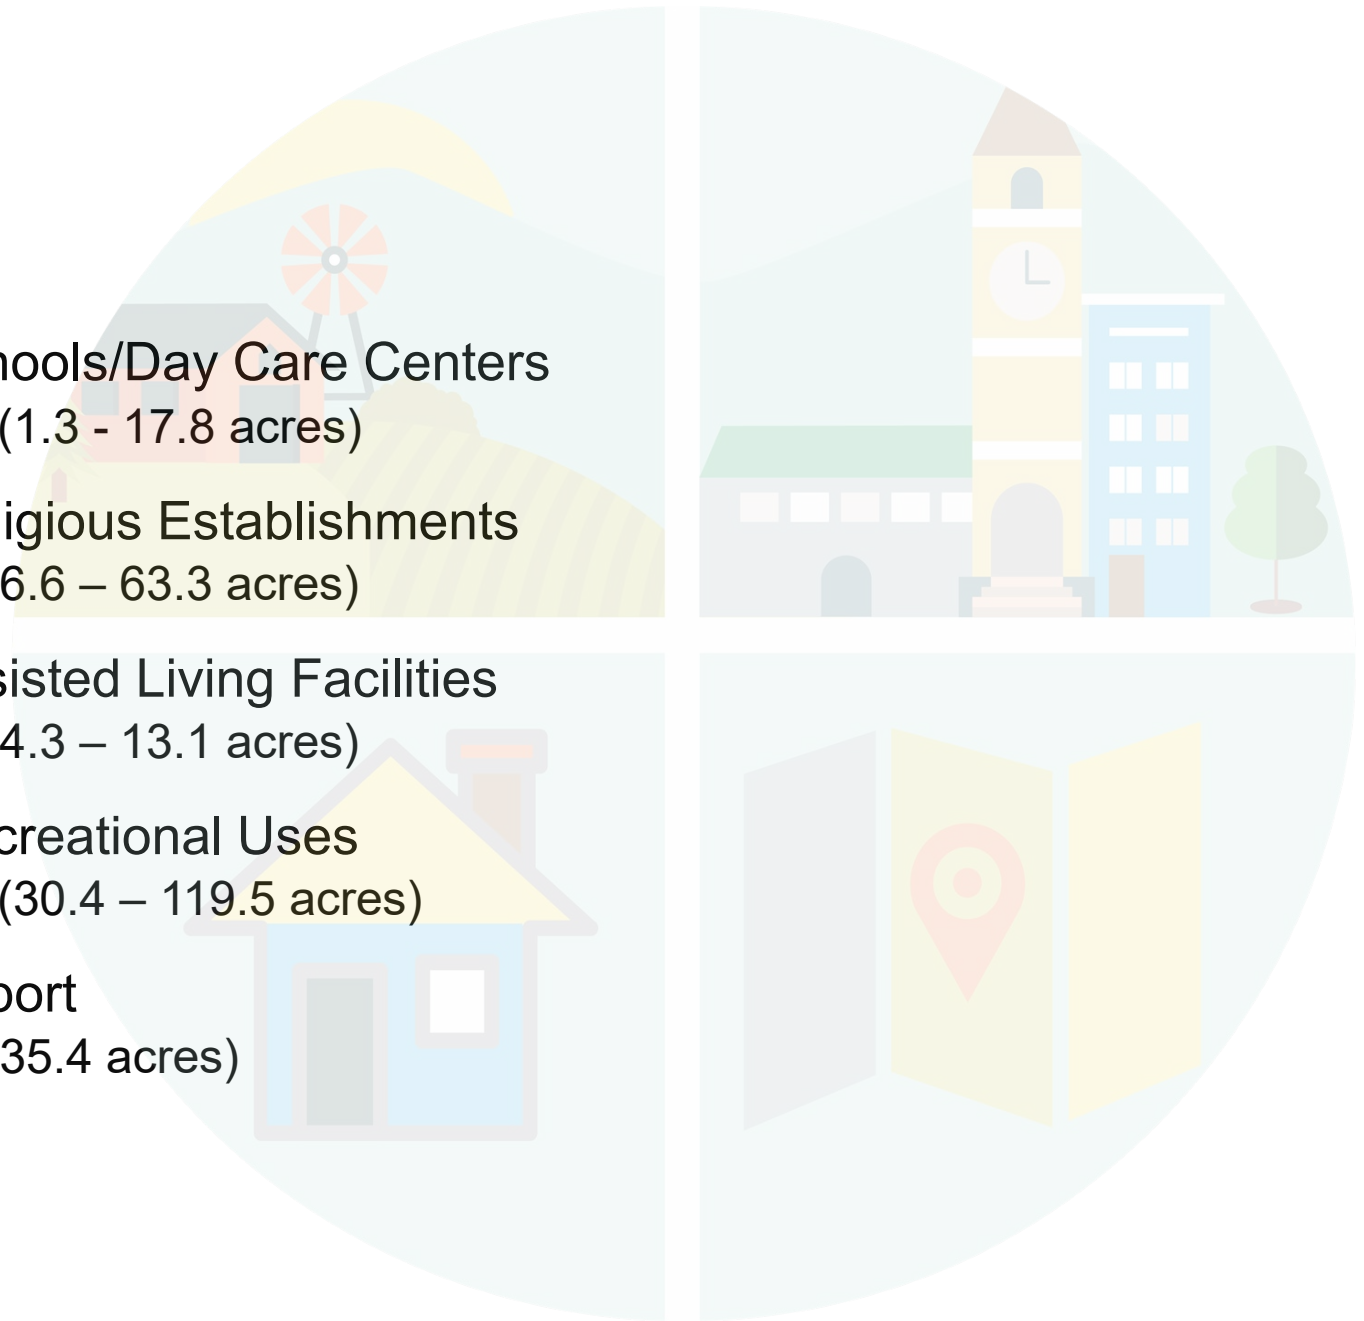 hools/Day Care Centers
(1.3 - 17.8 acres)
igious Establishments
6.6 – 63.3 acres)
sisted Living Facilities
4.3 – 13.1 acres)
creational Uses
(30.4 – 119.5 acres)
port
35.4 acres)